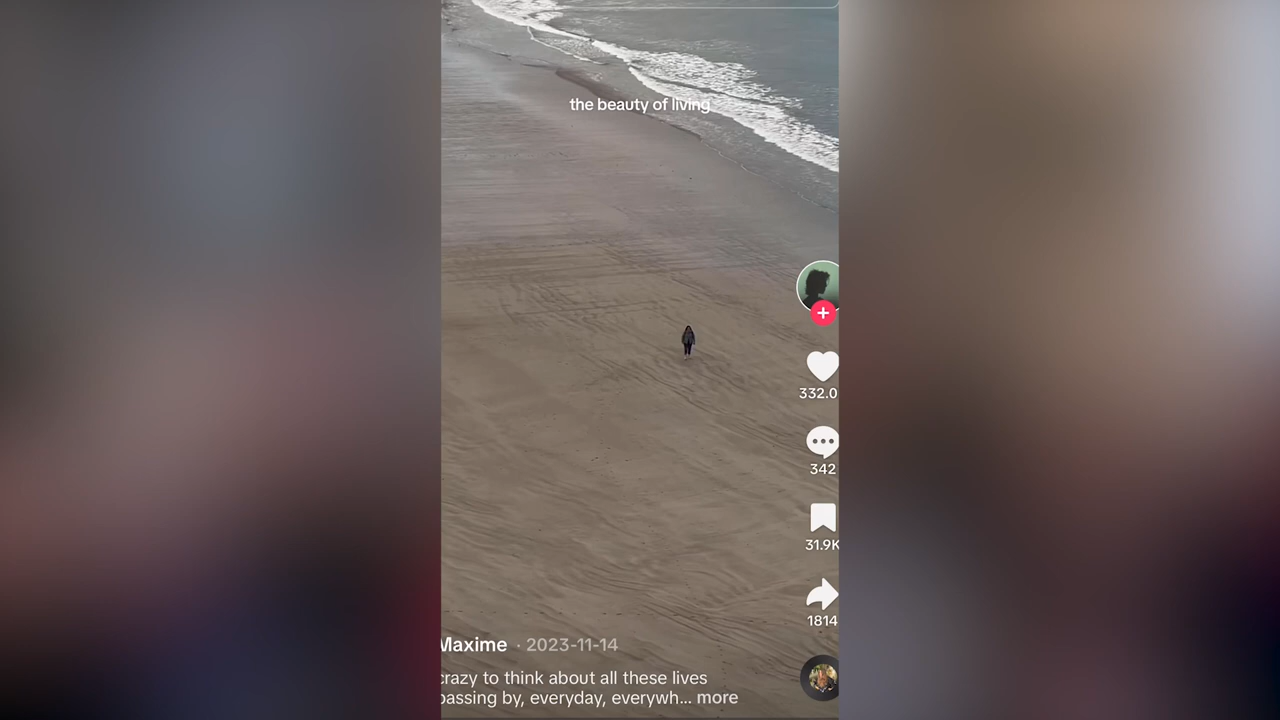 the beauty of living
332.0
342
31.9K
1814
Maxime · 2023-11-14
crazy to think about all these lives
passing by, everyday, everywh... more